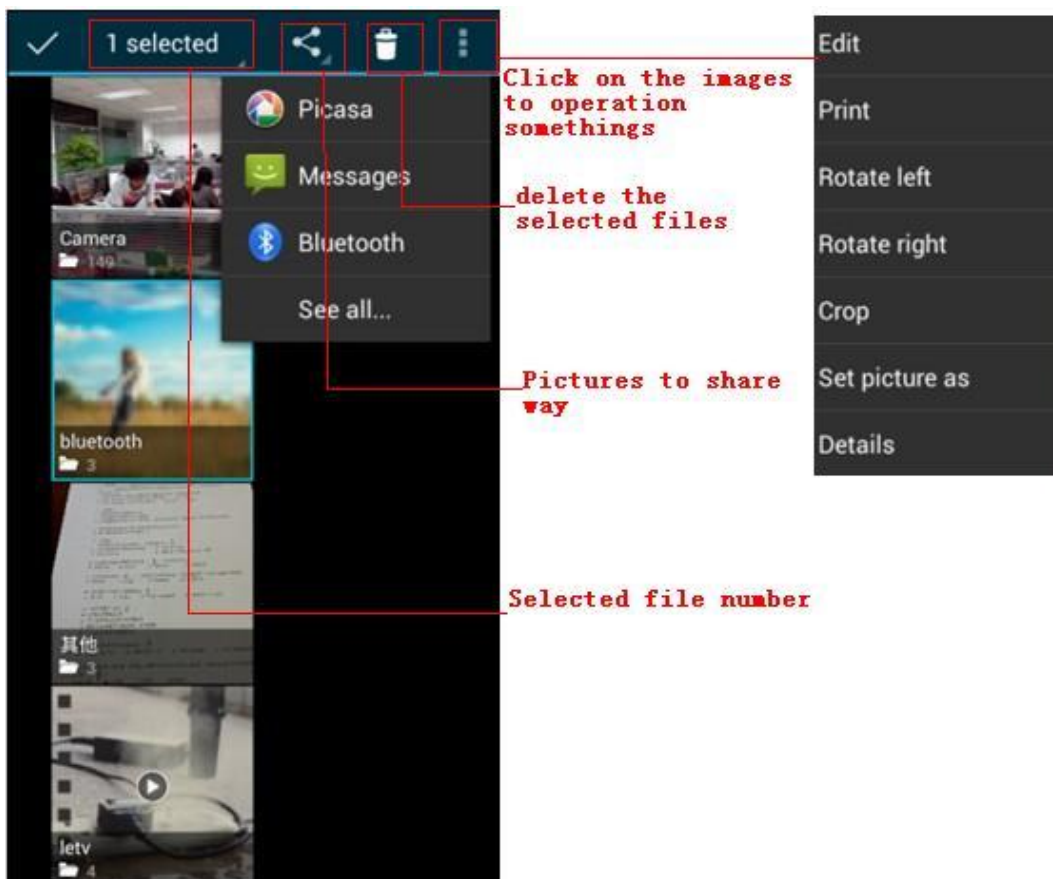 1 selected
Picasa
Messages
Bluetooth
See all...
Camera
149
bluetooth
3
其他
3
letv
4
Click on the images
to operation
somethings
delete the
selected files
Pictures to share
way
Selected file number
Edit
Print
Rotate left
Rotate right
Crop
Set picture as
Details